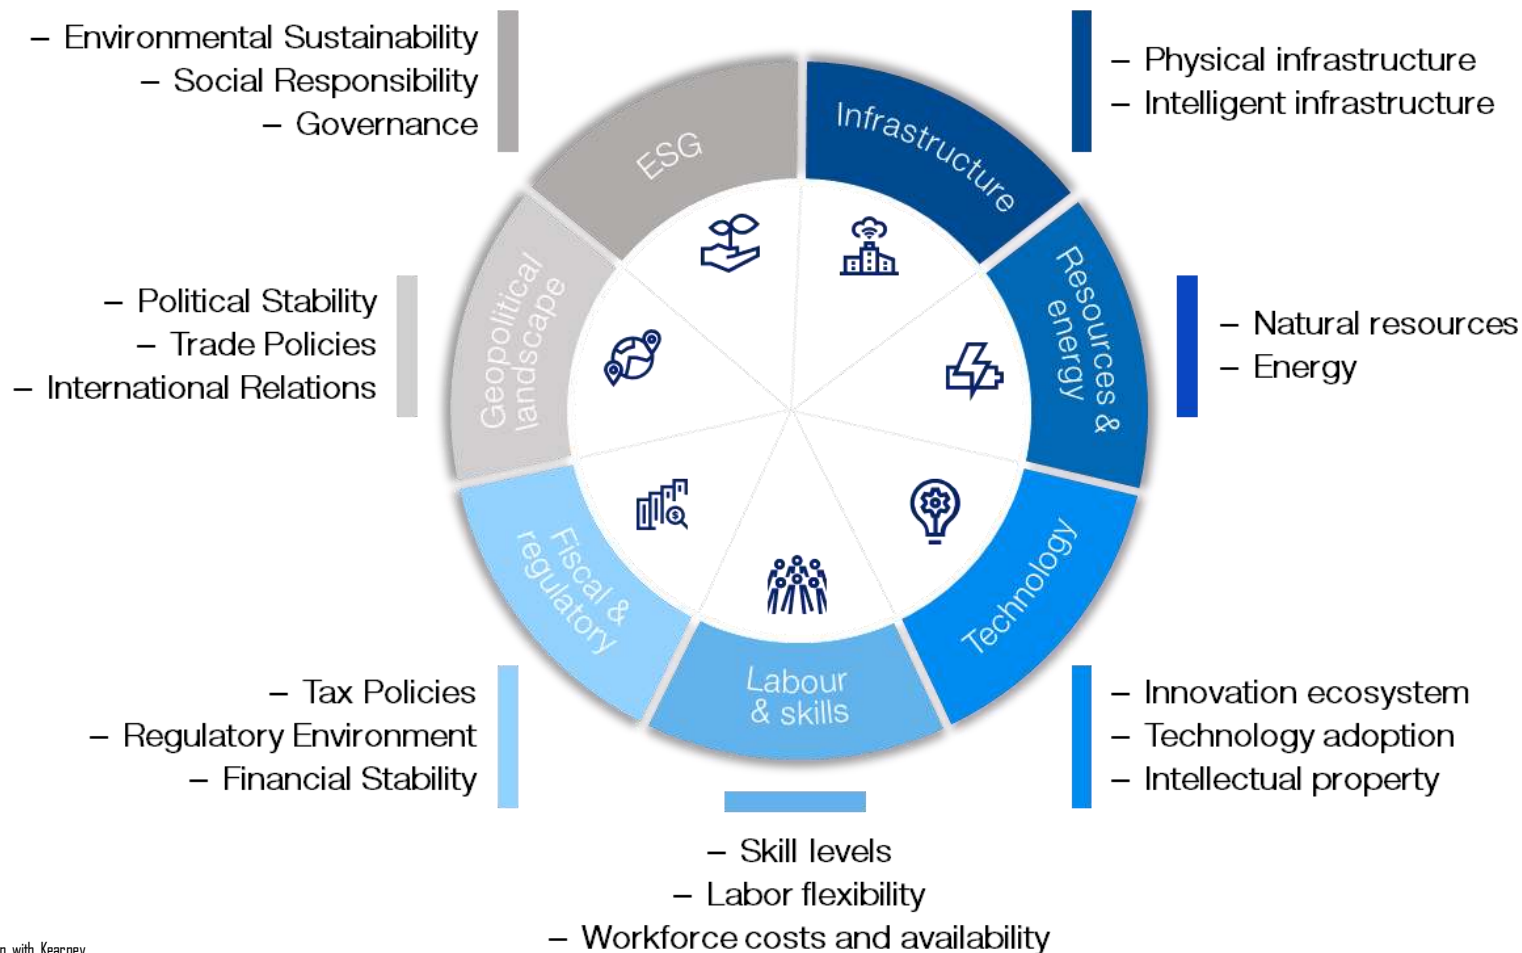 – Environmental Sustainability
– Social Responsibility
– Governance
– Physical infrastructure
– Intelligent infrastructure
ESG
Infrastructure
– Political Stability
– Trade Policies
– International Relations
Geopolitical
landscape
Resources &
energy
– Natural resources
– Energy
Fiscal &
regulatory
Technology
Labour
& skills
– Tax Policies
– Regulatory Environment
– Financial Stability
– Innovation ecosystem
– Technology adoption
– Intellectual property
– Skill levels
– Labor flexibility
– Workforce costs and availability
with Kearney